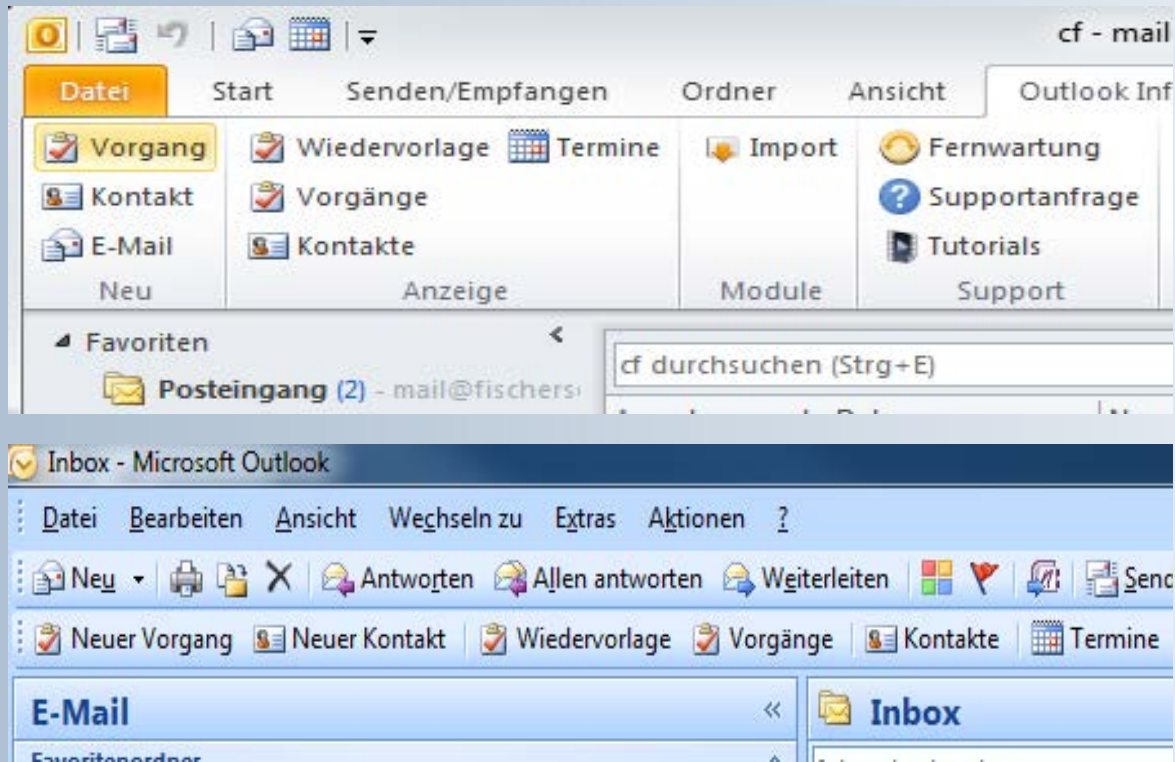 cf - mail
Datei Start Senden/Empfangen Ordner Ansicht Outlook Inf
Vorgang Wiedervorlage Termine Import Fernwartung
Kontakt Vorgänge Supportanfrage
E-Mail Kontakte Tutorials
Neu Anzeige Module Support
Favoriten
Posteingang (2) - mail@fischers
cf durchsuchen (Strg+E)
Inbox - Microsoft Outlook
Datei Bearbeiten Ansicht Wechseln zu Extras Aktionen ?
Neu Antworten Allen antworten Weiterleiten Send
Neuer Vorgang Neuer Kontakt Wiedervorlage Vorgänge Kontakte Termine
E-Mail Inbox
Favoritenordner